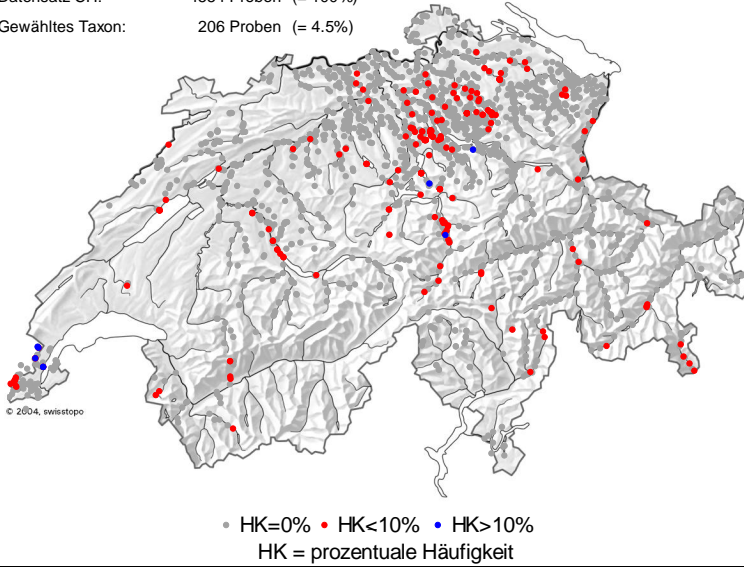 Gewähltes Taxon: 206 Proben (= 4.5%)
© 2004, swisstopo
HK=0% HK<10% HK>10%
HK = prozentuale Häufigkeit